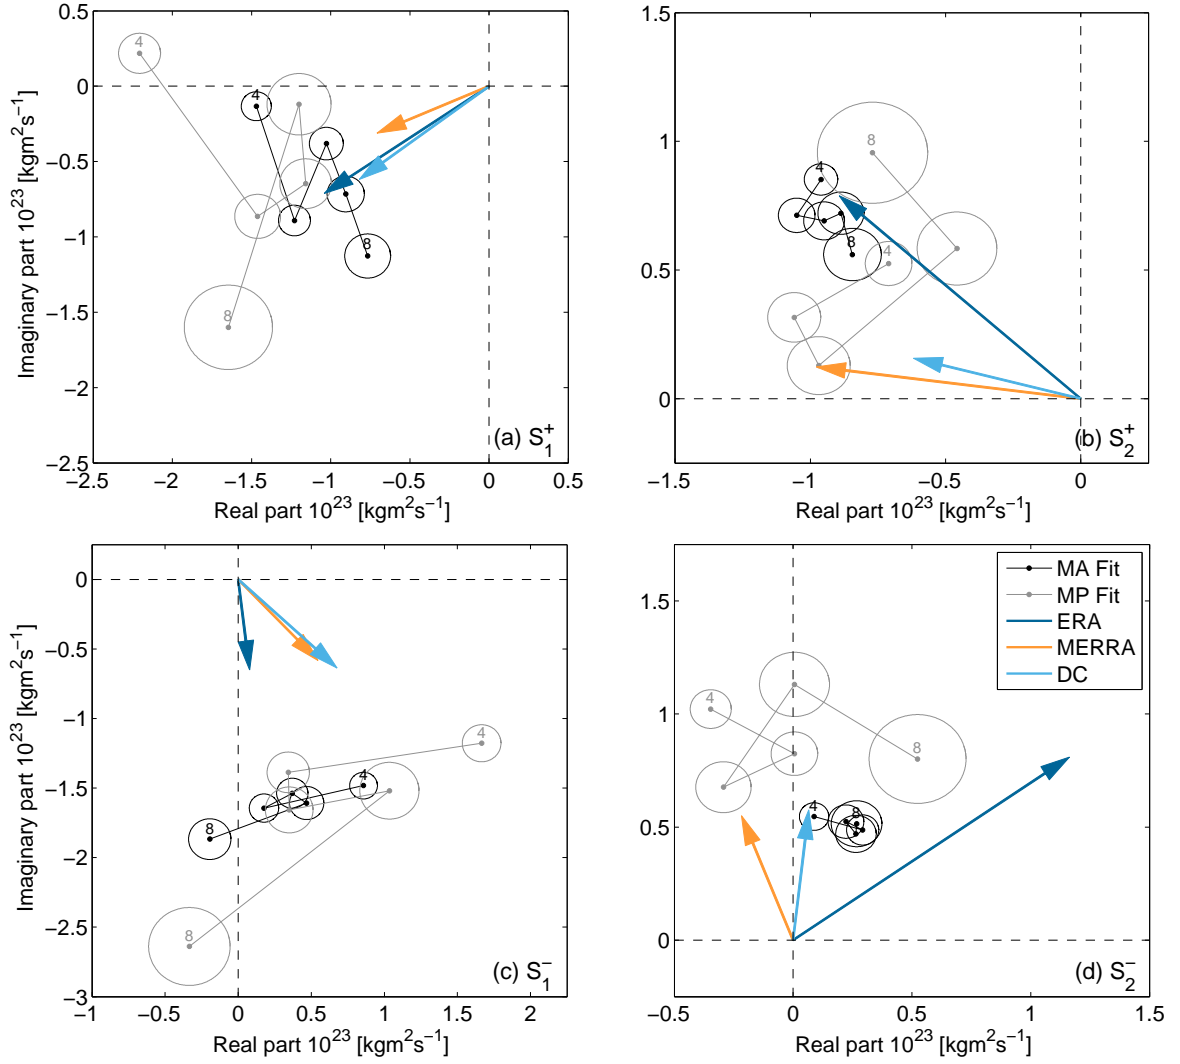 0.5
0
−0.5
−1
−1.5
−2
−2.5
Imaginary part 10^23 [kgm^2s^−1]
4
4
8
8
(a) S_1^+
−2.5 −2 −1.5 −1 −0.5 0 0.5
Real part 10^23 [kgm^2s^−1]
1.5
1
0.5
0
8
4
4
8
(b) S_2^+
−1.5 −1 −0.5 0
Real part 10^23 [kgm^2s^−1]
0
−0.5
−1
−1.5
−2
−2.5
−3
Imaginary part 10^23 [kgm^2s^−1]
4
4
8
8
(c) S_1^−
−1 −0.5 0 0.5 1 1.5 2
Real part 10^23 [kgm^2s^−1]
1.5
1
0.5
0
MA Fit
MP Fit
ERA
MERRA
DC
4
8
4
8
(d) S_2^−
−0.5 0 0.5 1 1.5
Real part 10^23 [kgm^2s^−1]